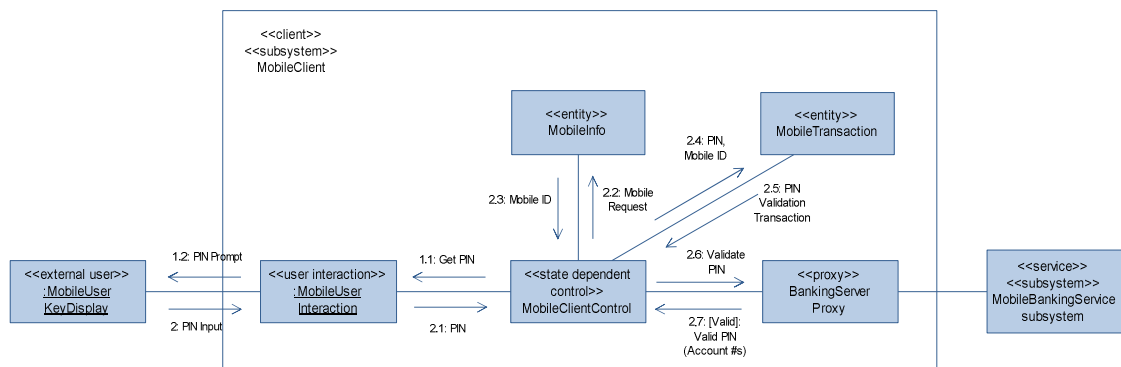 <<client>>
<<subsystem>>
MobileClient
<<entity>>
MobileInfo
<<entity>>
MobileTransaction
2.4: PIN,
Mobile ID
2.3: Mobile ID
2.2: Mobile
Request
2.5: PIN
Validation
Transaction
1.2: PIN Prompt
1.1: Get PIN
2.6: Validate
PIN
<<external user>>
:MobileUser
KeyDisplay
<<user interaction>>
:MobileUser
Interaction
<<state dependent
control>>
MobileClientControl
<<proxy>>
BankingServer
Proxy
<<service>>
<<subsystem>>
MobileBankingService
subsystem
2: PIN Input
2.1: PIN
2,7: [Valid]:
Valid PIN
(Account #s)